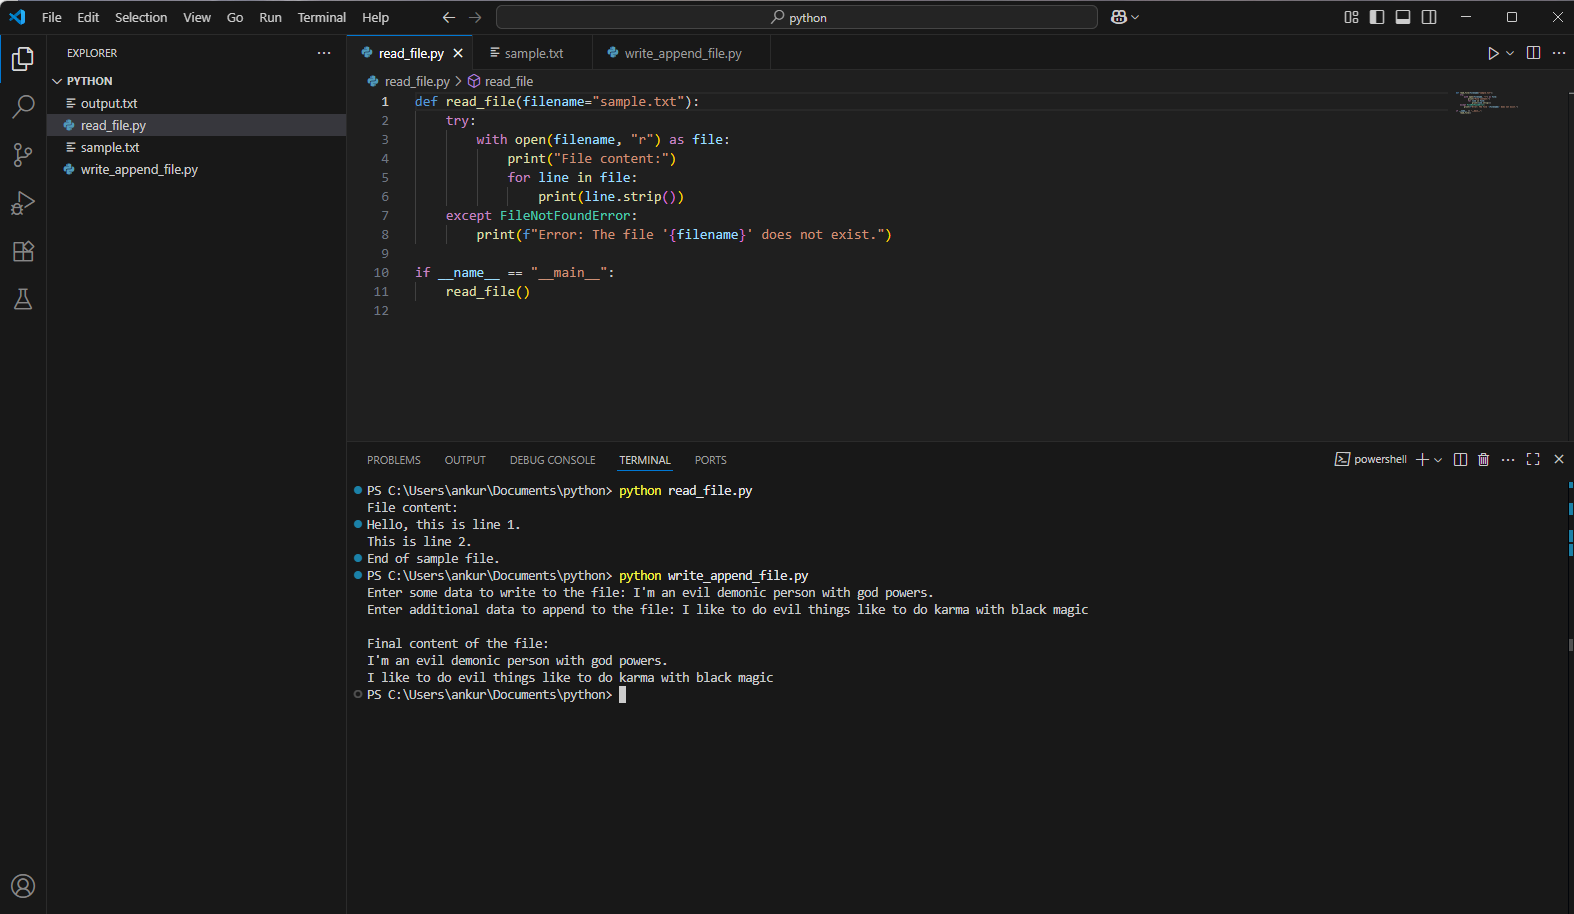 File Edit Selection View Go Run Terminal Help
python
EXPLORER
PYTHON
output.txt
read_file.py
sample.txt
write_append_file.py
read_file.py sample.txt write_append_file.py
read_file.py > read_file
1 def read_file(filename="sample.txt"):
2     try:
3         with open(filename, "r") as file:
4             print("File content:")
5             for line in file:
6                 print(line.strip())
7     except FileNotFoundError:
8         print(f"Error: The file '{filename}' does not exist.")
9
10 if __name__ == "__main__":
11     read_file()
12
PROBLEMS OUTPUT DEBUG CONSOLE TERMINAL PORTS
powershell
PS C:\Users\ankur\Documents\python> python read_file.py
File content:
Hello, this is line 1.
This is line 2.
End of sample file.
PS C:\Users\ankur\Documents\python> python write_append_file.py
Enter some data to write to the file: I'm an evil demonic person with god powers.
Enter additional data to append to the file: I like to do evil things like to do karma with black magic
Final content of the file:
I'm an evil demonic person with god powers.
I like to do evil things like to do karma with black magic
PS C:\Users\ankur\Documents\python>